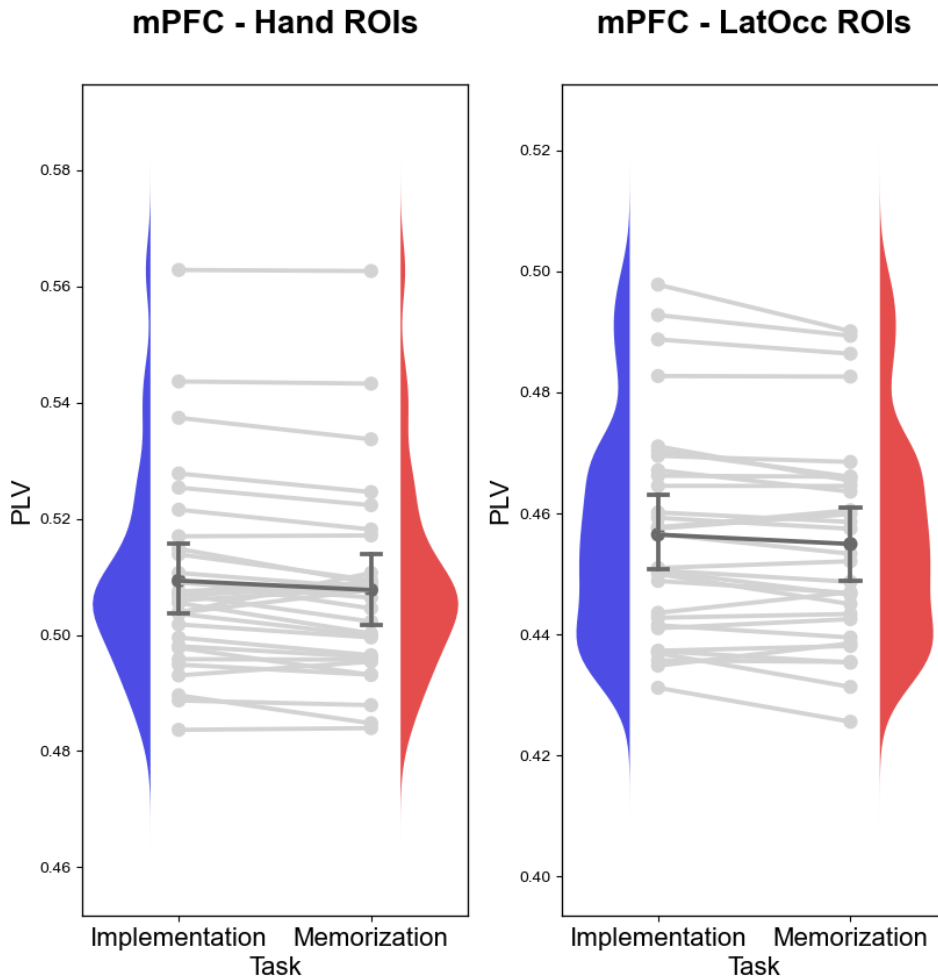 mPFC - Hand ROIs
PLV
0.58
0.56
0.54
0.52
0.50
0.48
0.46
Implementation Memorization
Task
mPFC - LatOcc ROIs
PLV
0.52
0.50
0.48
0.46
0.44
0.42
0.40
Implementation Memorization
Task